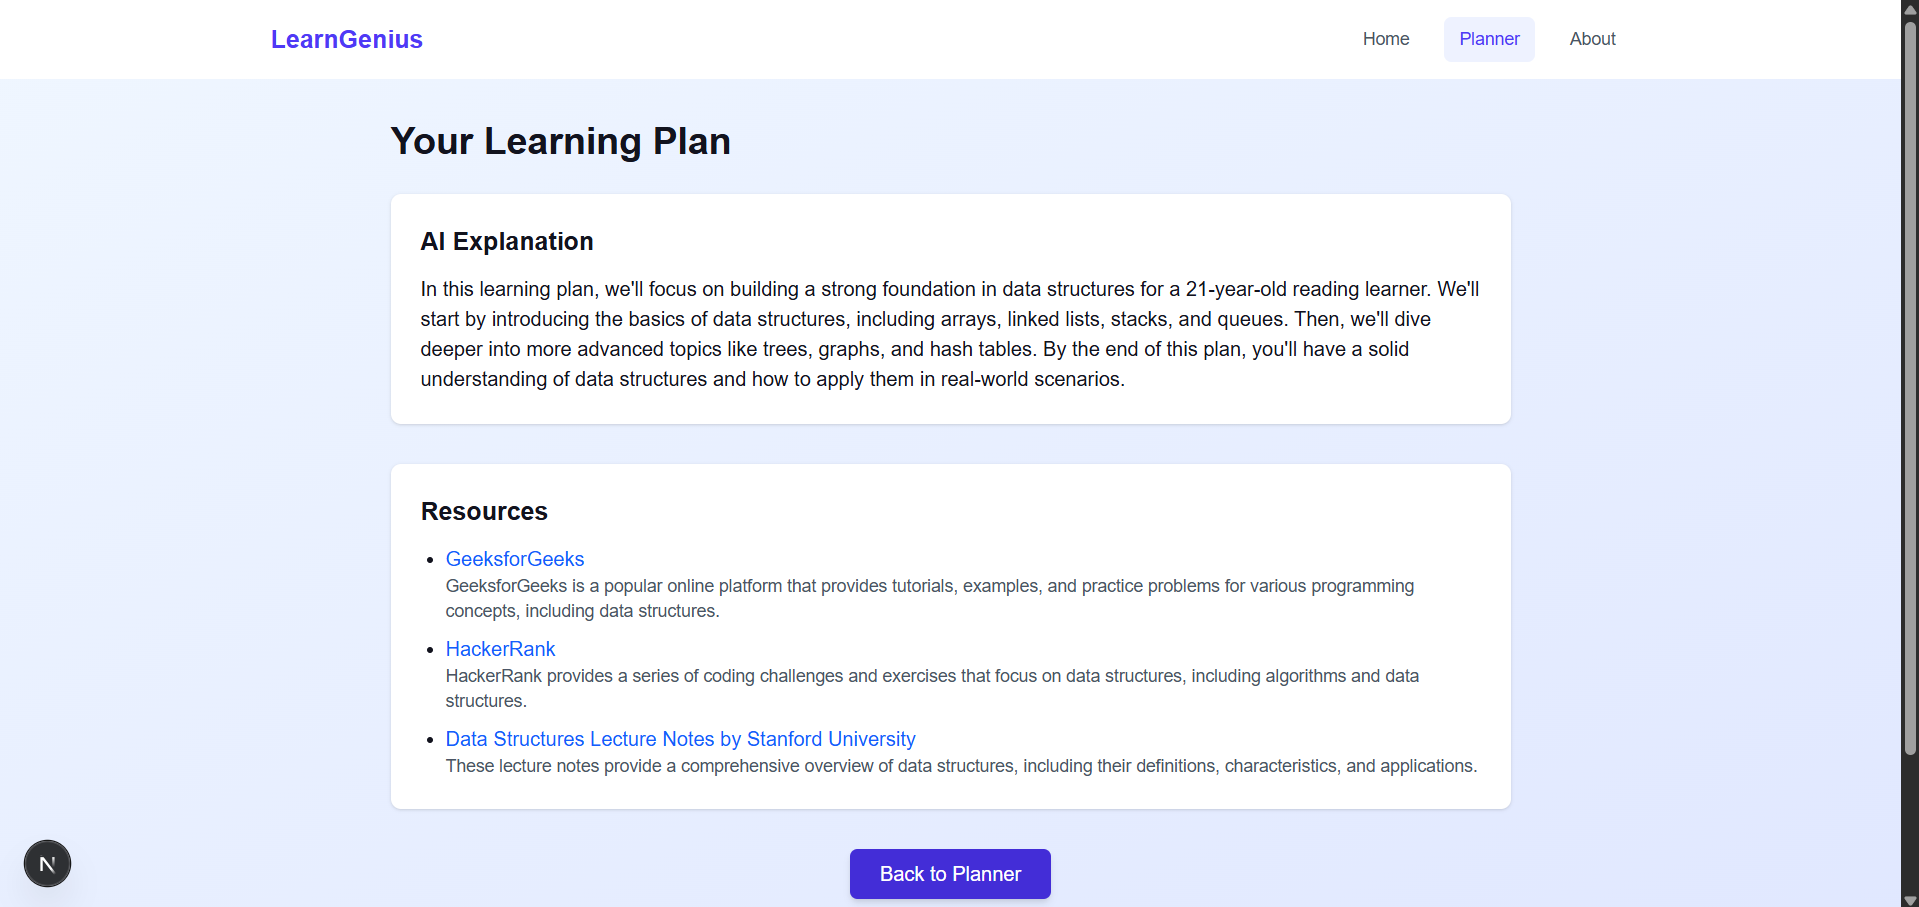 LearnGenius
Home
Planner
About
Your Learning Plan
AI Explanation
In this learning plan, we'll focus on building a strong foundation in data structures for a 21-year-old reading learner. We'll
start by introducing the basics of data structures, including arrays, linked lists, stacks, and queues. Then, we'll dive
deeper into more advanced topics like trees, graphs, and hash tables. By the end of this plan, you'll have a solid
understanding of data structures and how to apply them in real-world scenarios.
Resources
• GeeksforGeeks
GeeksforGeeks is a popular online platform that provides tutorials, examples, and practice problems for various programming
concepts, including data structures.
• HackerRank
HackerRank provides a series of coding challenges and exercises that focus on data structures, including algorithms and data
structures.
• Data Structures Lecture Notes by Stanford University
These lecture notes provide a comprehensive overview of data structures, including their definitions, characteristics, and applications.
N
Back to Planner